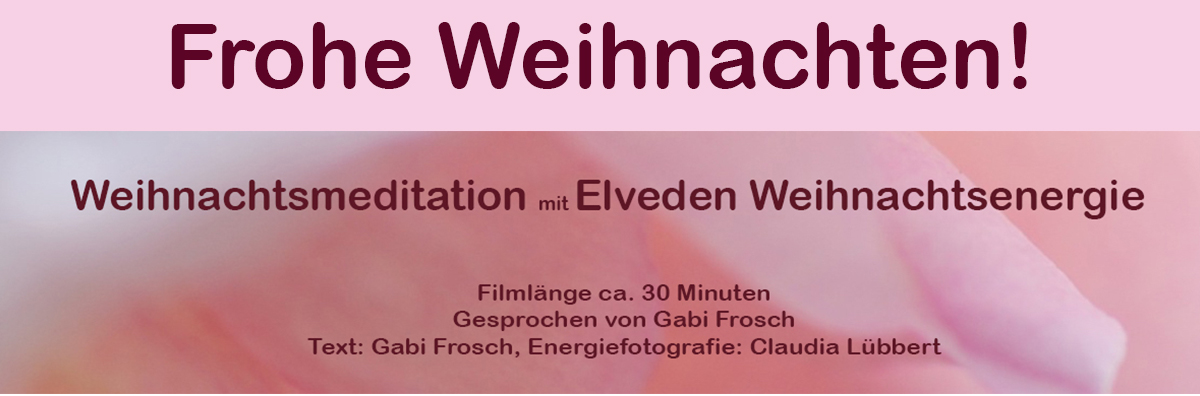 Frohe Weihnachten!
Weihnachtsmeditation mit Elveden Weihnachtsenergie
Filmlänge ca. 30 Minuten
Gesprochen von Gabi Frosch
Text: Gabi Frosch, Energiefotografie: Claudia Lübbert